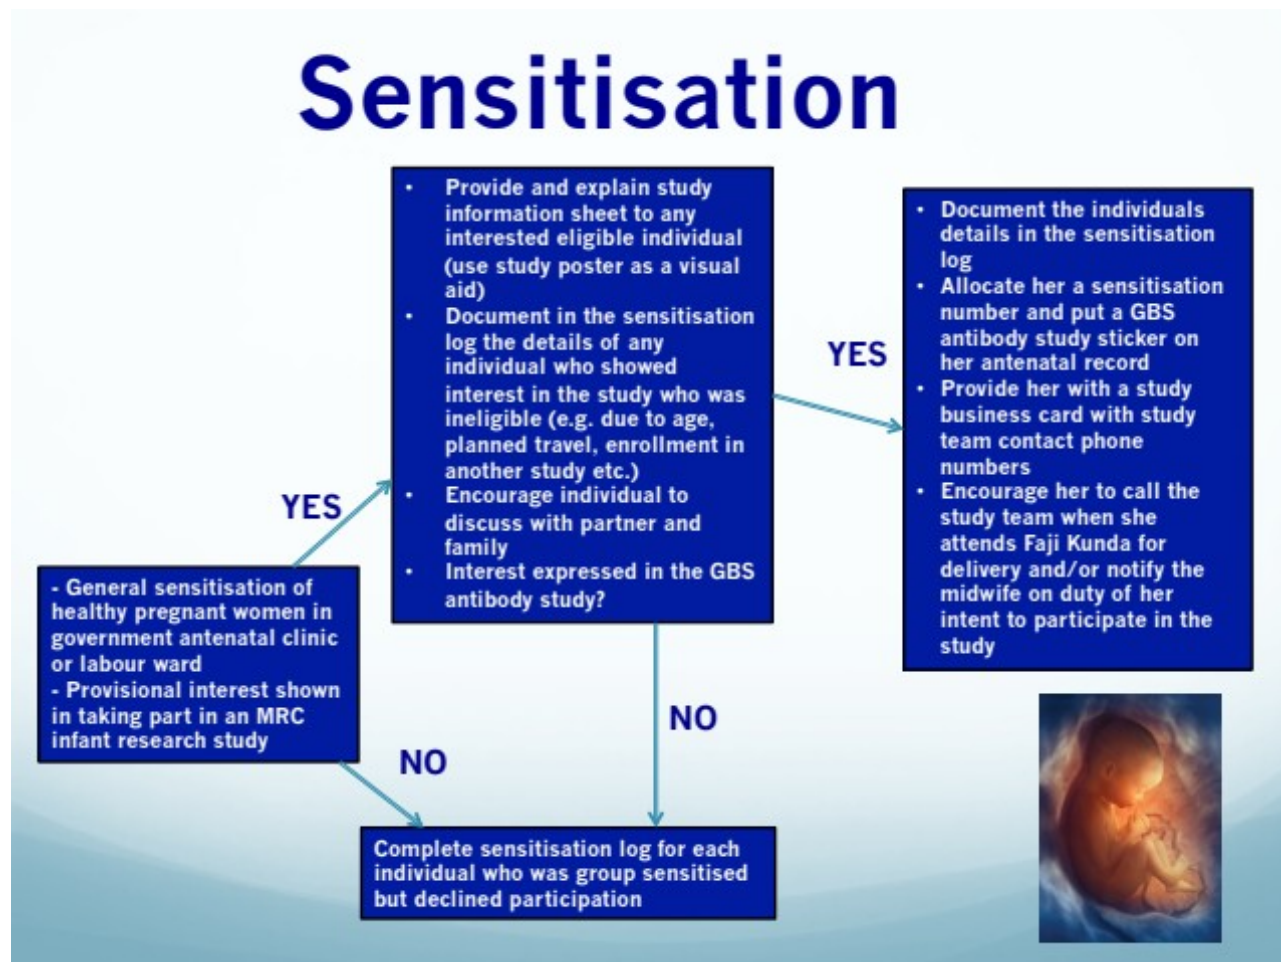 Sensitisation
- General sensitisation of
healthy pregnant women in
government antenatal clinic
or labour ward
- Provisional interest shown
in taking part in an MRC
infant research study
YES
NO
• Provide and explain study
information sheet to any
interested eligible individual
(use study poster as a visual
aid)
• Document in the sensitisation
log the details of any
individual who showed
interest in the study who was
ineligible (e.g. due to age,
planned travel, enrollment in
another study etc.)
• Encourage individual to
discuss with partner and
family
• Interest expressed in the GBS
antibody study?
YES
NO
• Document the individuals
details in the sensitisation
log
• Allocate her a sensitisation
number and put a GBS
antibody study sticker on
her antenatal record
• Provide her with a study
business card with study
team contact phone
numbers
• Encourage her to call the
study team when she
attends Faji Kunda for
delivery and/or notify the
midwife on duty of her
intent to participate in the
study
Complete sensitisation log for each
individual who was group sensitised
but declined participation